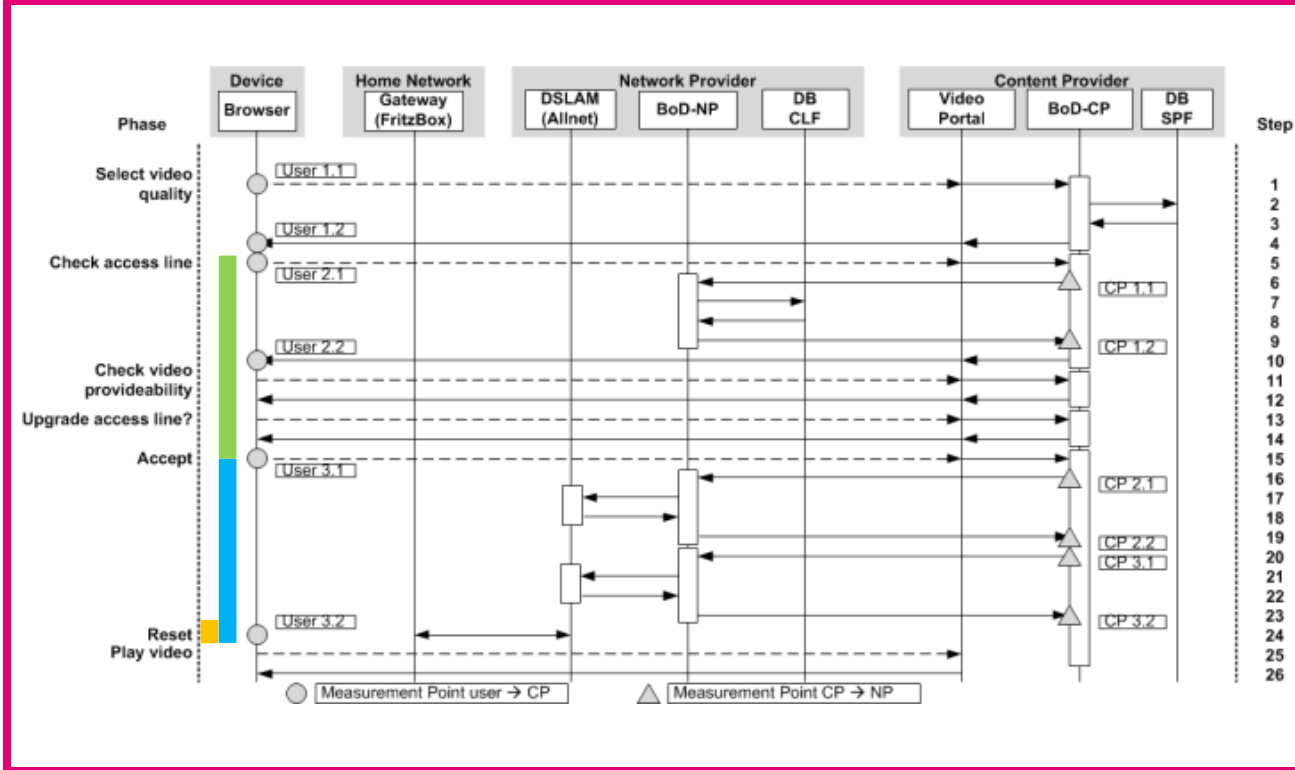 Device
Home Network
Network Provider
Content Provider
Browser
Gateway
(FritzBox)
DSLAM
(Allnet)
BoD-NP
DB
CLF
Video
Portal
BoD-CP
DB
SPF
Phase
Step
Select video
quality
User 1.1
1
2
3
User 1.2
4
Check access line
5
User 2.1
6
CP 1.1
7
8
9
User 2.2
CP 1.2
10
Check video
provideability
11
12
Upgrade access line?
13
14
Accept
15
User 3.1
16
CP 2.1
17
18
19
CP 2.2
20
CP 3.1
21
22
23
User 3.2
CP 3.2
Reset
24
Play video
25
26
Measurement Point user → CP
Measurement Point CP → NP